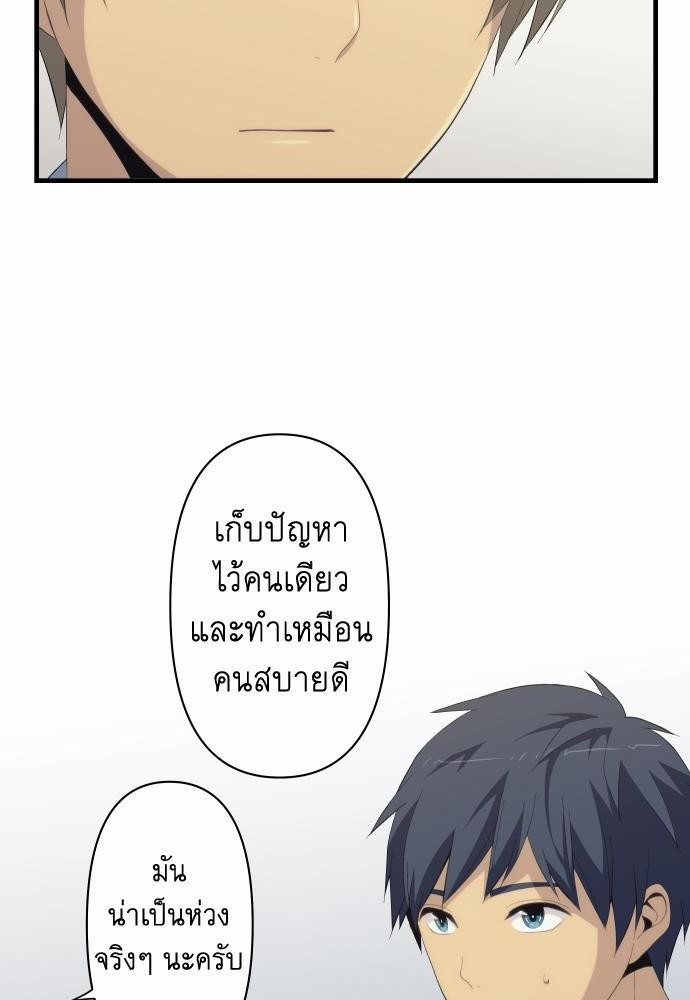 เก็บปัญหา
ไว้คนเดียว
และทำเหมือน
คนสบายดี
มัน
น่าเป็นห่วง
จริงๆ นะครับ